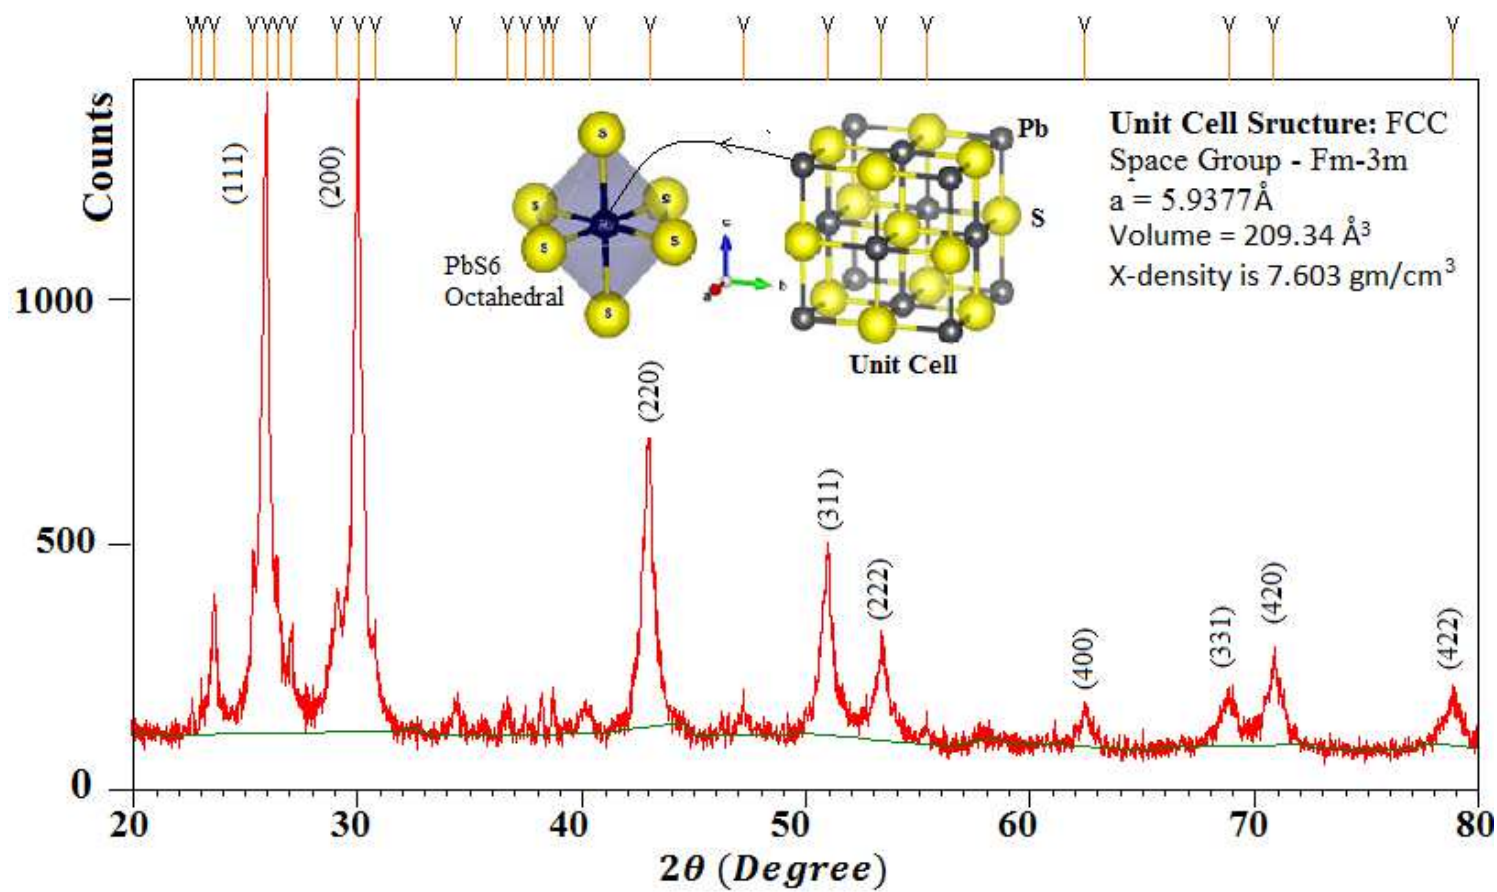 Counts
1000
500
0
(111)
(200)
(220)
(311)
(222)
(400)
(331)
(420)
(422)
S
S
S
S
S
S
PbS6
Octahedral
c
a
b
Pb
S
Unit Cell
Unit Cell Sructure: FCC
Space Group - Fm-3m
a = 5.9377Å
Volume = 209.34 Å³
X-density is 7.603 gm/cm³
20
30
40
50
60
70
80
2θ (Degree)